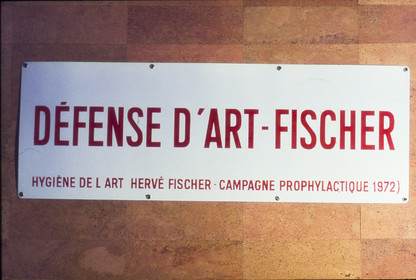 DÉFENSE D'ART-FISCHER
HYGIÈNE DE L ART HERVÉ FISCHER - CAMPAGNE PROPHYLACTIQUE 1972)